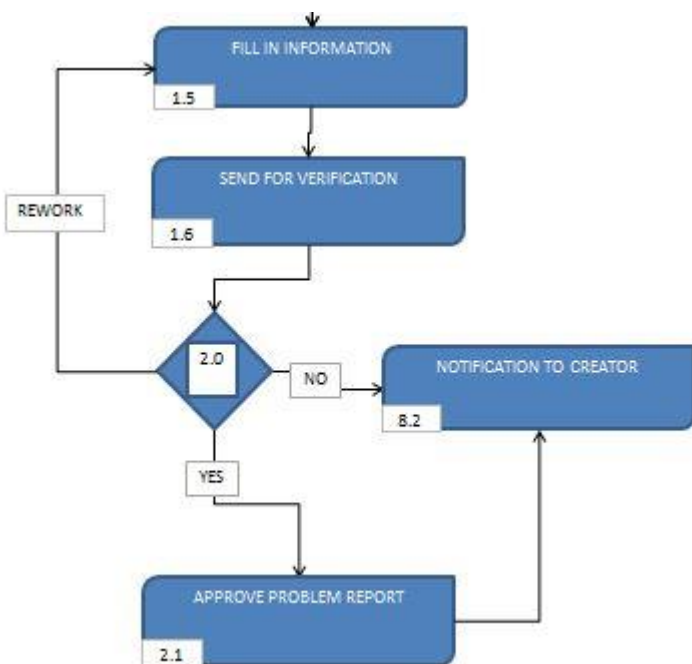 FILL IN INFORMATION
1.5
SEND FOR VERIFICATION
REWORK
1.6
2.0
NO
NOTIFICATION TO CREATOR
8.2
YES
APPROVE PROBLEM REPORT
2.1